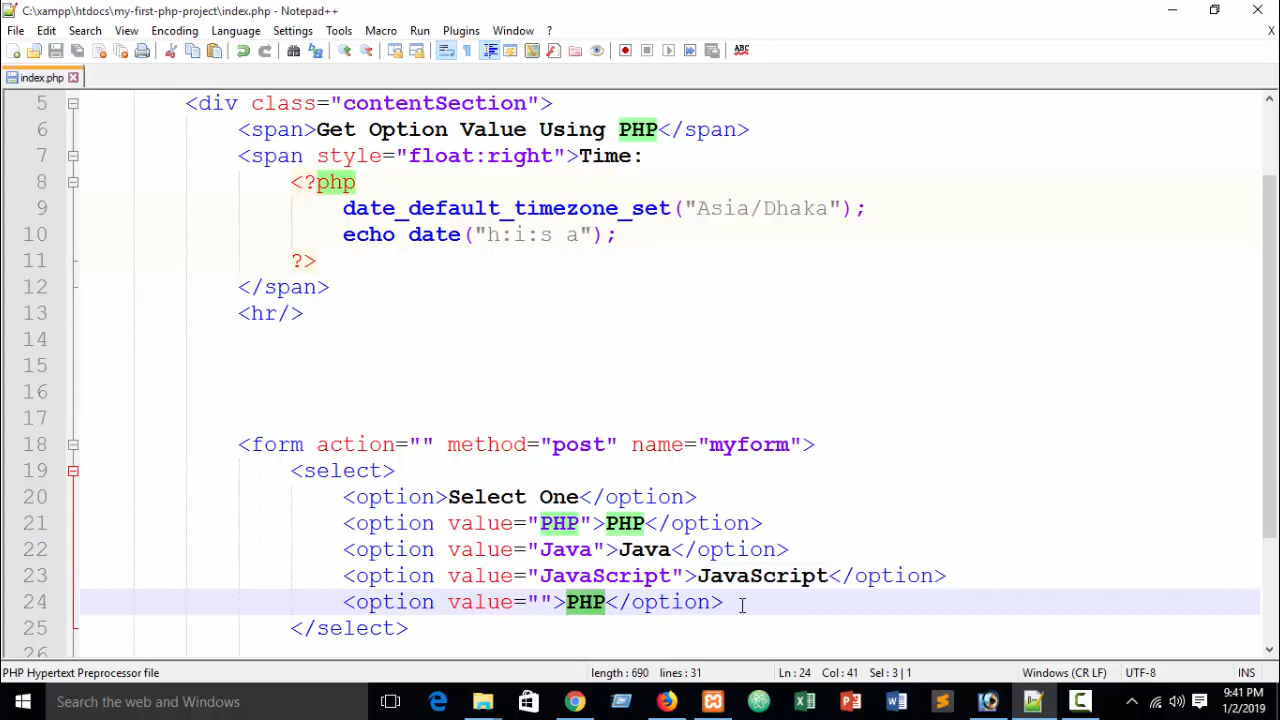 C:\xampp\htdocs\my-first-php-project\index.php - Notepad++
File Edit Search View Encoding Language Settings Tools Macro Run Plugins Window ? X
ABC
index.php
5 <div class="contentSection">
6 <span>Get Option Value Using PHP</span>
7 <span style="float:right">Time:
8 <?php
9 date_default_timezone_set("Asia/Dhaka");
10 echo date("h:i:s a");
11 ?>
12 </span>
13 <hr/>
14
15
16
17
18 <form action="" method="post" name="myform">
19 <select>
20 <option>Select One</option>
21 <option value="PHP">PHP</option>
22 <option value="Java">Java</option>
23 <option value="JavaScript">JavaScript</option>
24 <option value="">PHP</option>
25 </select>
26
PHP Hypertext Preprocessor file length : 690 lines : 31 Ln : 24 Col : 41 Sel : 3 | 1 Windows (CR LF) UTF-8 INS
Search the web and Windows
9:41 PM
1/2/2019